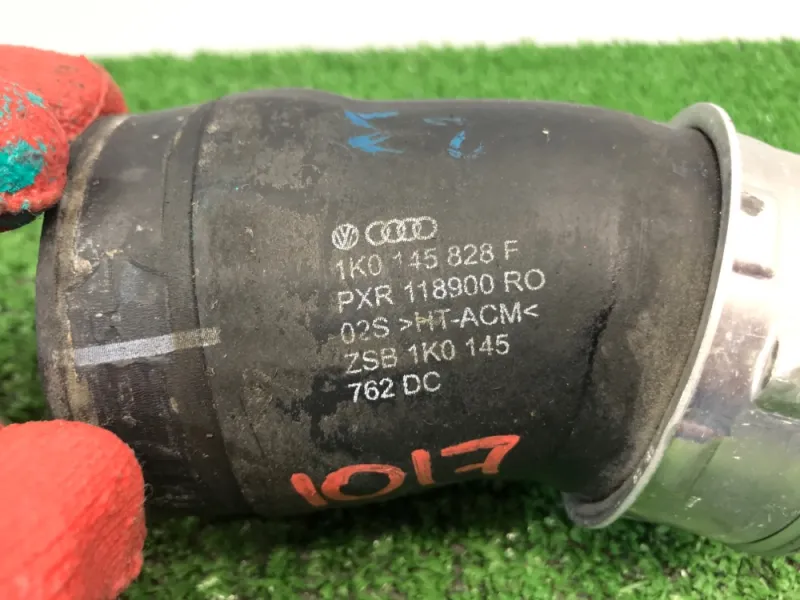 1K0 145 828 F
PXR 118900 RO
02S >HT-ACM<
ZSB 1K0 145
762 DC
1017